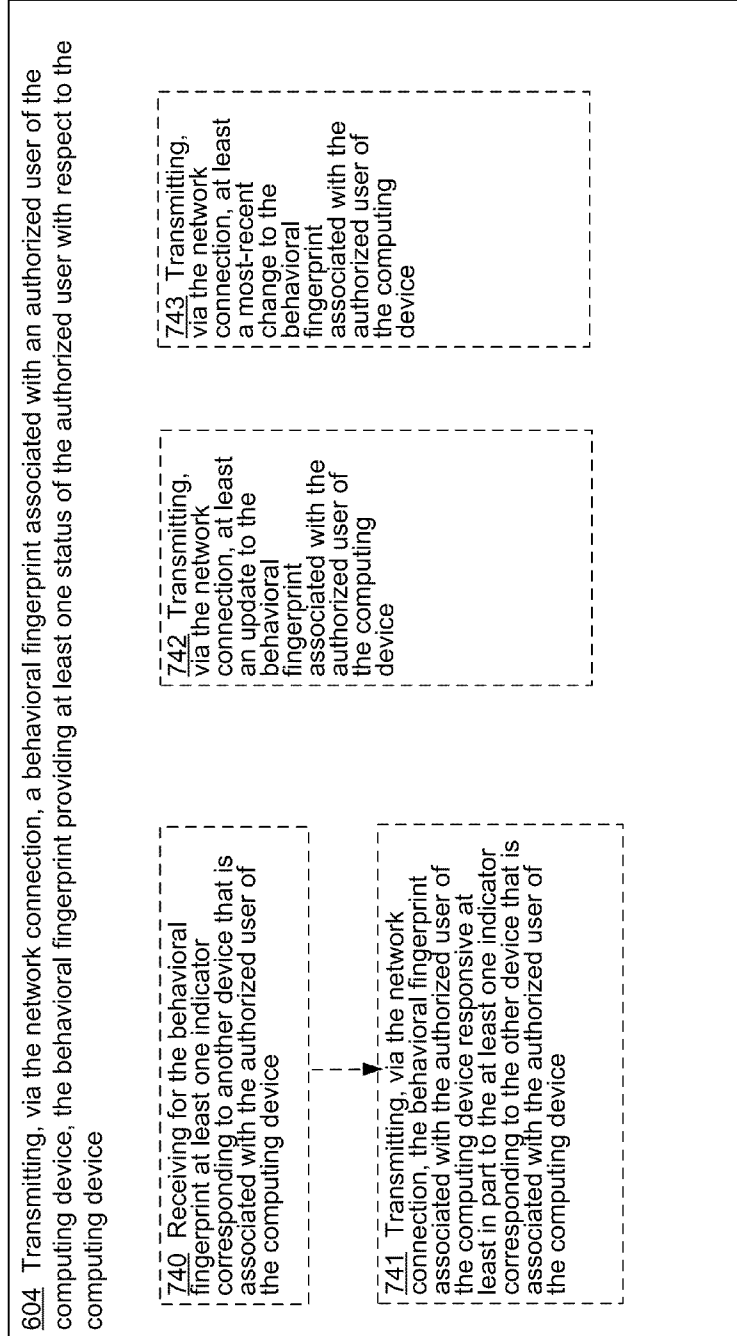 604 Transmitting, via the network connection, a behavioral fingerprint associated with an authorized user of the
computing device, the behavioral fingerprint providing at least one status of the authorized user with respect to the
computing device
740 Receiving for the behavioral
fingerprint at least one indicator
corresponding to another device that is
associated with the authorized user of
the computing device
741 Transmitting, via the network
connection, the behavioral fingerprint
associated with the authorized user of
the computing device responsive at
least in part to the at least one indicator
corresponding to the other device that is
associated with the authorized user of
the computing device
742 Transmitting,
via the network
connection, at least
an update to the
behavioral
fingerprint
associated with the
authorized user of
the computing
device
743 Transmitting,
via the network
connection, at least
a most-recent
change to the
behavioral
fingerprint
associated with the
authorized user of
the computing
device